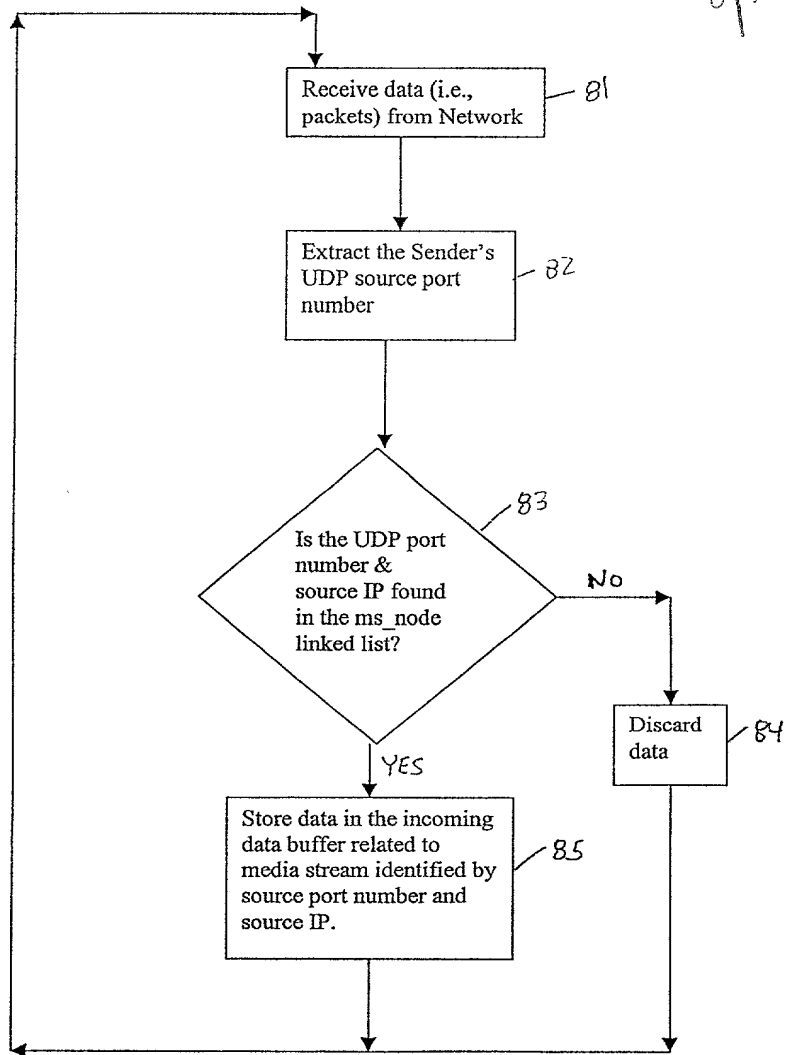 Receive data (i.e.,
packets) from Network
81
Extract the Sender's
UDP source port
number
82
83
Is the UDP port
number &
source IP found
in the ms_node
linked list?
NO
Discard
data
84
YES
Store data in the incoming
data buffer related to
media stream identified by
source port number and
source IP.
85